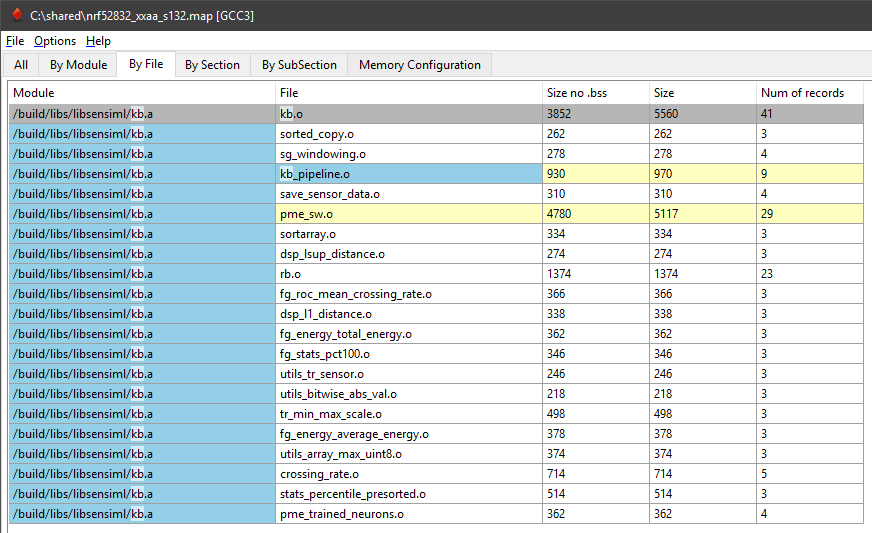 C:\shared\nrf52832_xxaa_s132.map [GCC3]
File Options Help
All By Module By File By Section By SubSection Memory Configuration
Module File Size no .bss Size Num of records
/build/libs/libsensiml/kb.a kb.o 3852 5560 41
/build/libs/libsensiml/kb.a sorted_copy.o 262 262 3
/build/libs/libsensiml/kb.a sg_windowing.o 278 278 4
/build/libs/libsensiml/kb.a kb_pipeline.o 930 970 9
/build/libs/libsensiml/kb.a save_sensor_data.o 310 310 4
/build/libs/libsensiml/kb.a pme_sw.o 4780 5117 29
/build/libs/libsensiml/kb.a sortarray.o 334 334 3
/build/libs/libsensiml/kb.a dsp_lsup_distance.o 274 274 3
/build/libs/libsensiml/kb.a rb.o 1374 1374 23
/build/libs/libsensiml/kb.a fg_roc_mean_crossing_rate.o 366 366 3
/build/libs/libsensiml/kb.a dsp_l1_distance.o 338 338 3
/build/libs/libsensiml/kb.a fg_energy_total_energy.o 362 362 3
/build/libs/libsensiml/kb.a fg_stats_pct100.o 346 346 3
/build/libs/libsensiml/kb.a utils_tr_sensor.o 246 246 3
/build/libs/libsensiml/kb.a utils_bitwise_abs_val.o 218 218 3
/build/libs/libsensiml/kb.a tr_min_max_scale.o 498 498 3
/build/libs/libsensiml/kb.a fg_energy_average_energy.o 378 378 3
/build/libs/libsensiml/kb.a utils_array_max_uint8.o 374 374 3
/build/libs/libsensiml/kb.a crossing_rate.o 714 714 5
/build/libs/libsensiml/kb.a stats_percentile_presorted.o 514 514 3
/build/libs/libsensiml/kb.a pme_trained_neurons.o 362 362 4